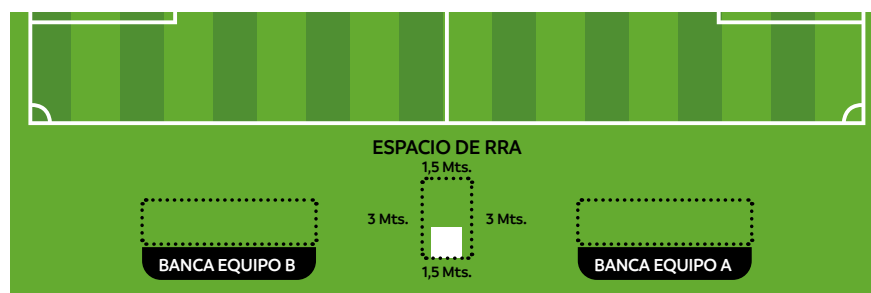 ESPACIO DE RRA
1,5 Mts.
3 Mts.
3 Mts.
1,5 Mts.
BANCA EQUIPO B
BANCA EQUIPO A